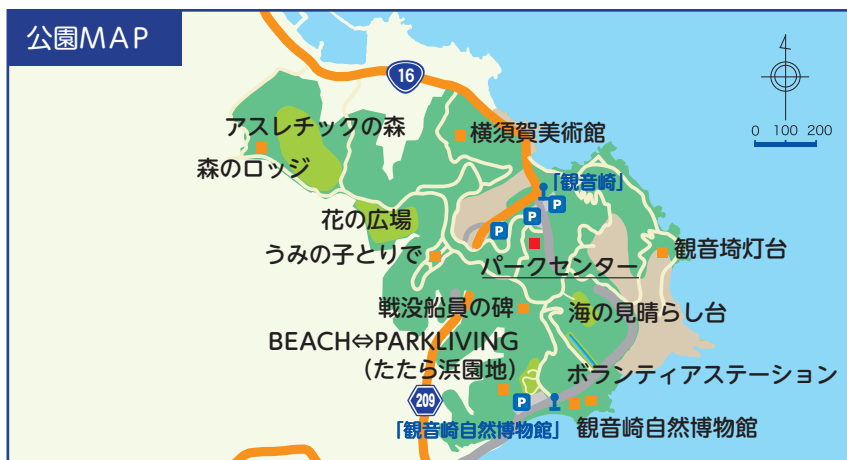 公園MAP
16
0 100 200
アスレチックの森
横須賀美術館
森のロッジ
「観音崎」
P
P
P
花の広場
うみの子とりで
観音埼灯台
パークセンター
戦没船員の碑
海の見晴らし台
BEACH⇔PARKLIVING
(たたら浜園地)
ボランティアステーション
209
P
「観音崎自然博物館」
観音崎自然博物館